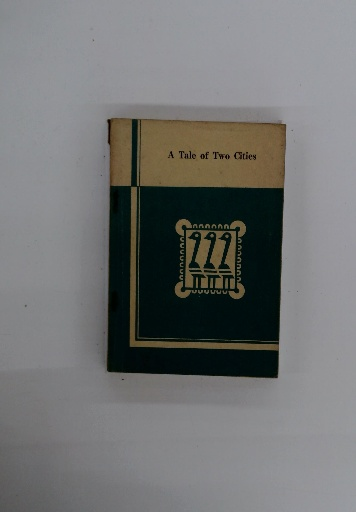 A Tale of Two Cities